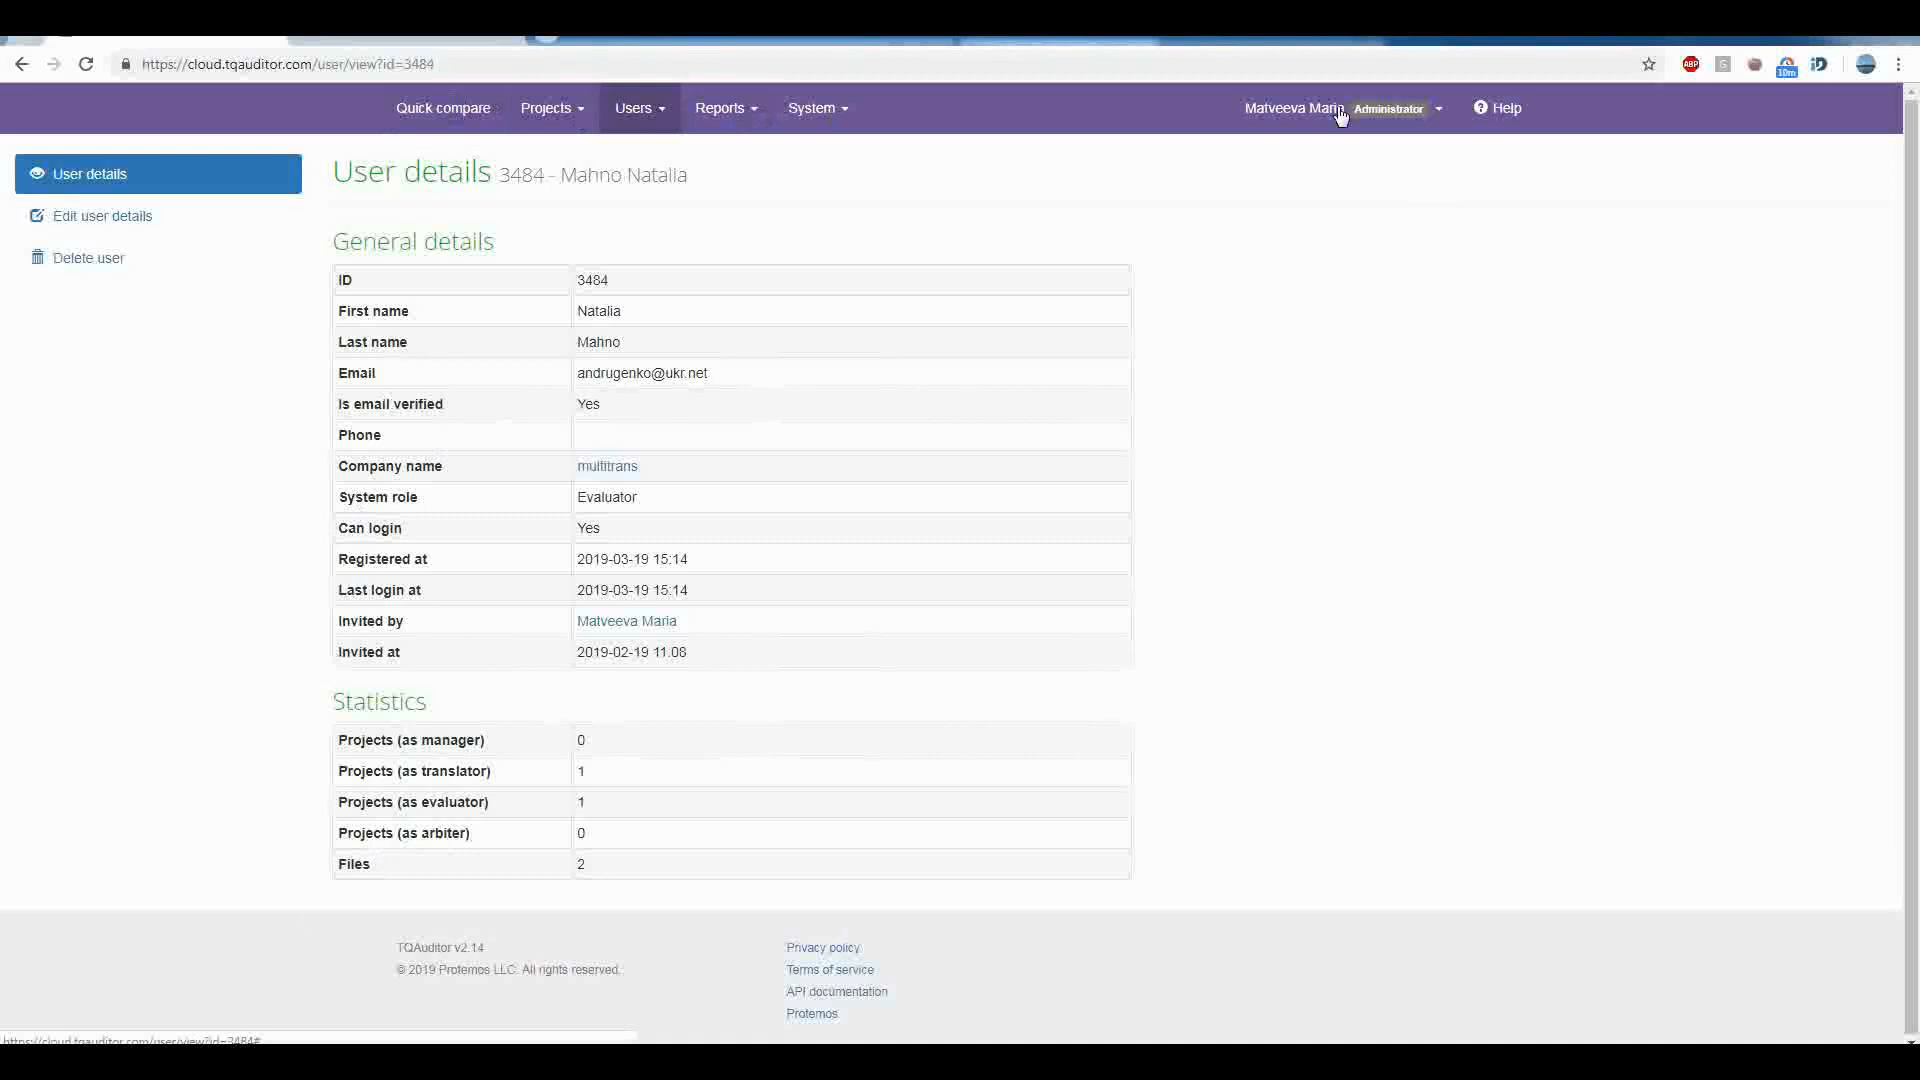 https://cloud.tqauditor.com/user/view?id=3484
ABP
S
10m
Quick compare Projects Users Reports System Matveeva Maria Administrator Help
User details
Edit user details
Delete user
User details 3484 - Mahno Natalia
General details
ID 3484
First name Natalia
Last name Mahno
Email andrugenko@ukr.net
Is email verified Yes
Phone
Company name multitrans
System role Evaluator
Can login Yes
Registered at 2019-03-19 15:14
Last login at 2019-03-19 15:14
Invited by Matveeva Maria
Invited at 2019-02-19 11:08
Statistics
Projects (as manager) 0
Projects (as translator) 1
Projects (as evaluator) 1
Projects (as arbiter) 0
Files 2
TQAuditor v2.14
© 2019 Protemos LLC. All rights reserved.
Privacy policy
Terms of service
API documentation
Protemos
https://cloud.tqauditor.com/user/view?id=3484#